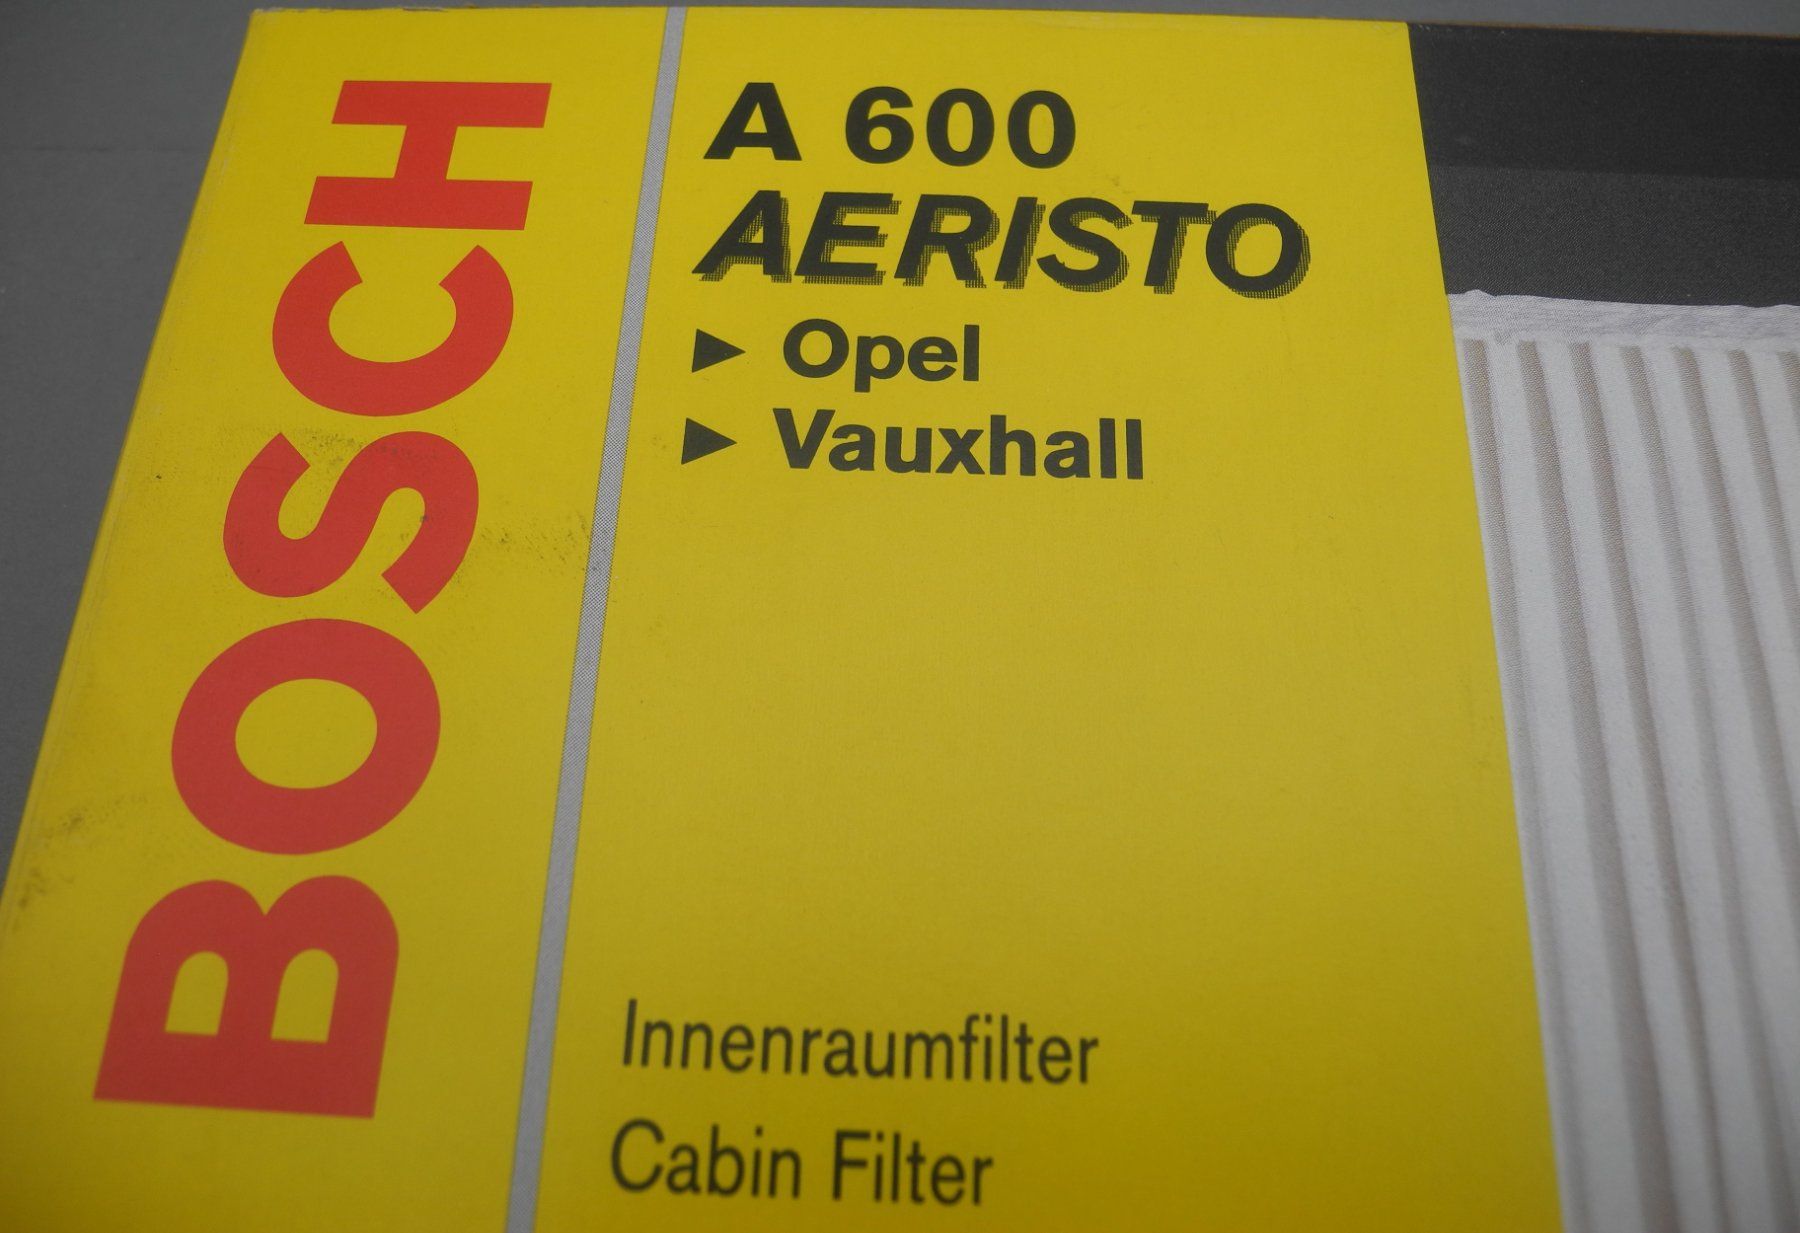 BOSCH
A 600
AERISTO
► Opel
► Vauxhall
Innenraumfilter
Cabin Filter